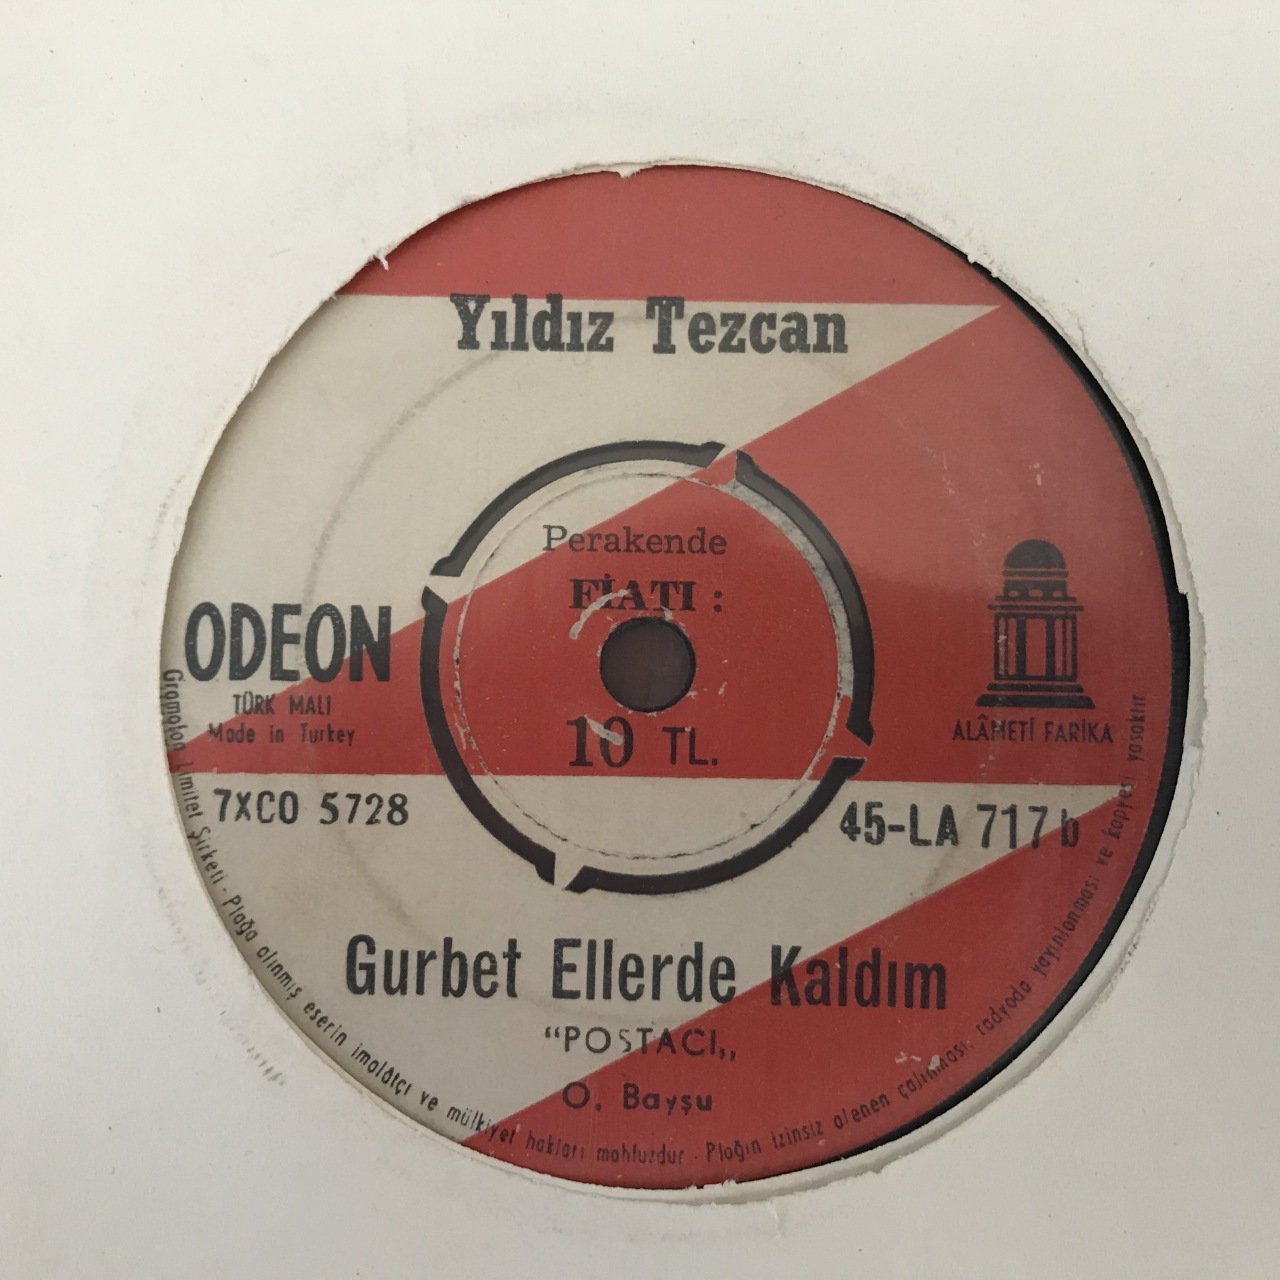 Yıldız Tezcan
Perakende
FİATI :
10 TL.
ODEON
TÜRK MALI
Made in Turkey
ALÂMETİ FARİKA
7XCO 5728
45-LA 717 b
Gurbet Ellerde Kaldım
“POSTACI„
O. Bayşu
Gramofon Limitet Şirketi · Plağa alınmış eserin imalâtçı ve mülkiyet hakları mahfuzdur · Plağın izinsiz alenen çalınması, radyoda yayınlanması ve kopyesi yasaktır